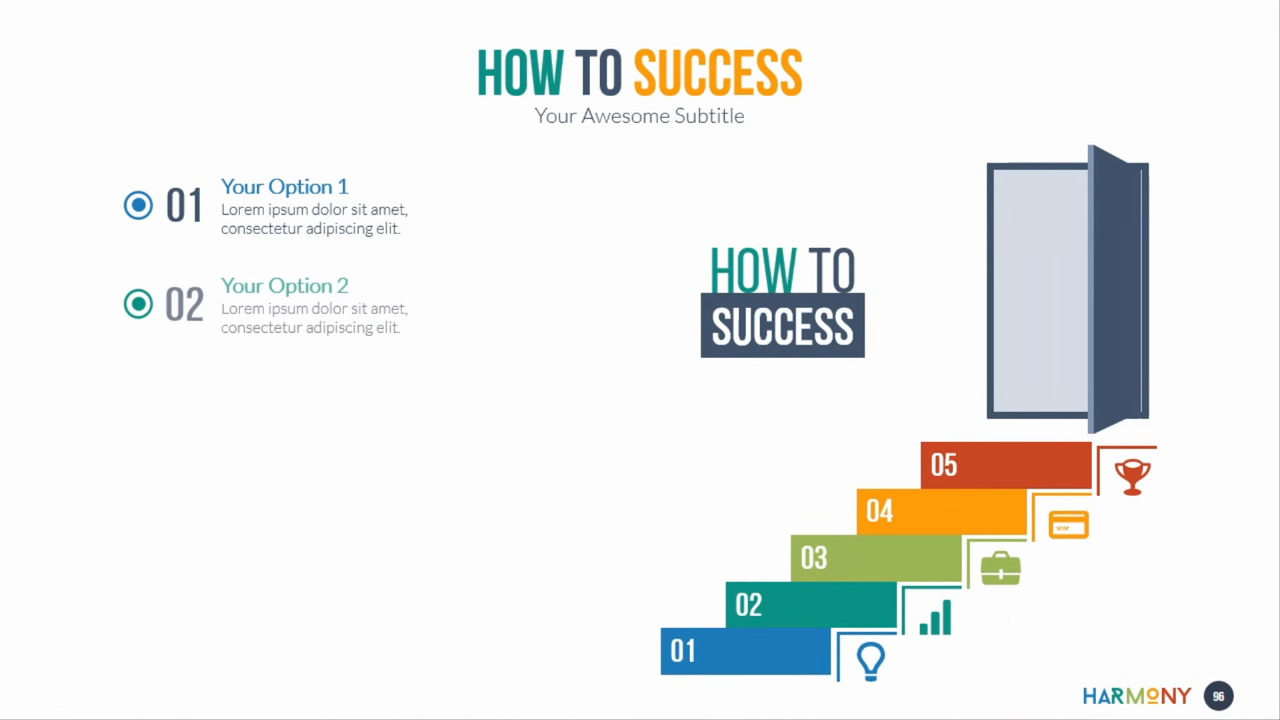 HOW TO SUCCESS
Your Awesome Subtitle
01
Your Option 1
Lorem ipsum dolor sit amet,
consectetur adipiscing elit.
02
Your Option 2
Lorem ipsum dolor sit amet,
consectetur adipiscing elit.
HOW TO
SUCCESS
05
04
03
02
01
HARMONY
96